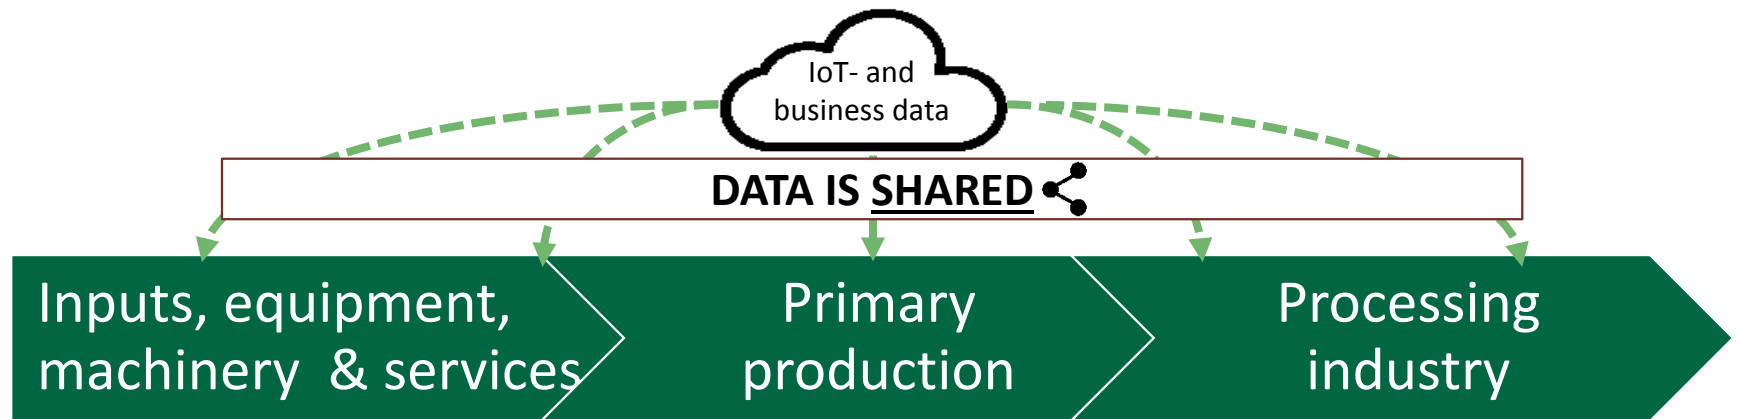 IoT- and
business data
DATA IS SHARED
Inputs, equipment,
machinery & services
Primary
production
Processing
industry